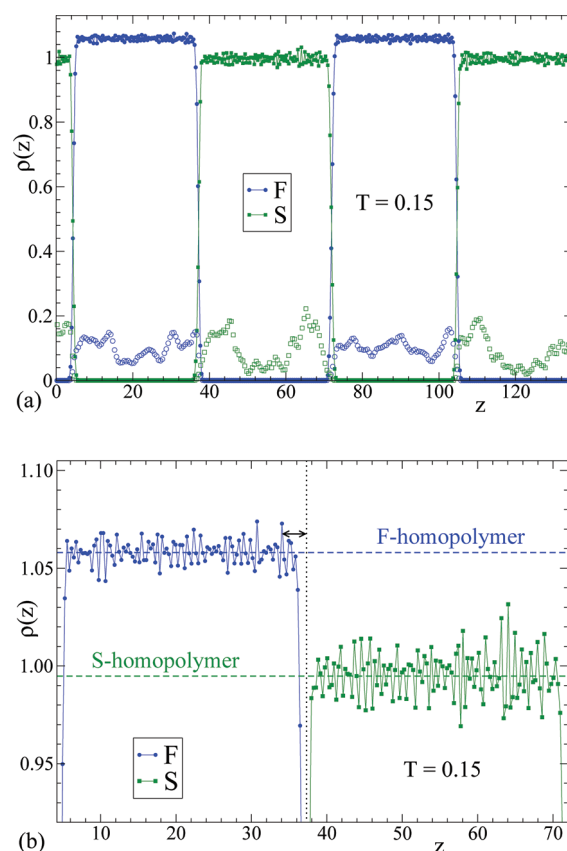 1
0.8
0.6
0.4
0.2
0
ρ(z)
F
S
T = 0.15
0 20 40 60 80 100 120
z
(a)
1.10
1.05
1.00
0.95
ρ(z)
F-homopolymer
S-homopolymer
F
S
T = 0.15
10 20 30 40 50 60 70
z
(b)